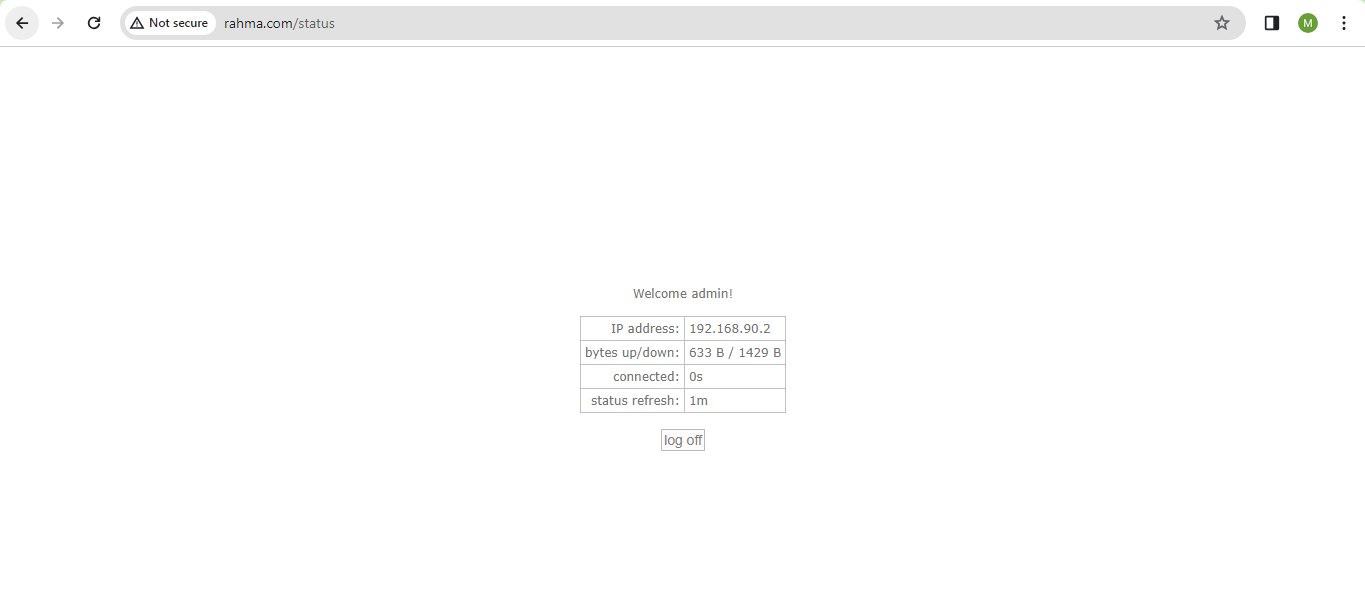 Not secure rahma.com/status M
Welcome admin!
IP address: 192.168.90.2
bytes up/down: 633 B / 1429 B
connected: 0s
status refresh: 1m
log off